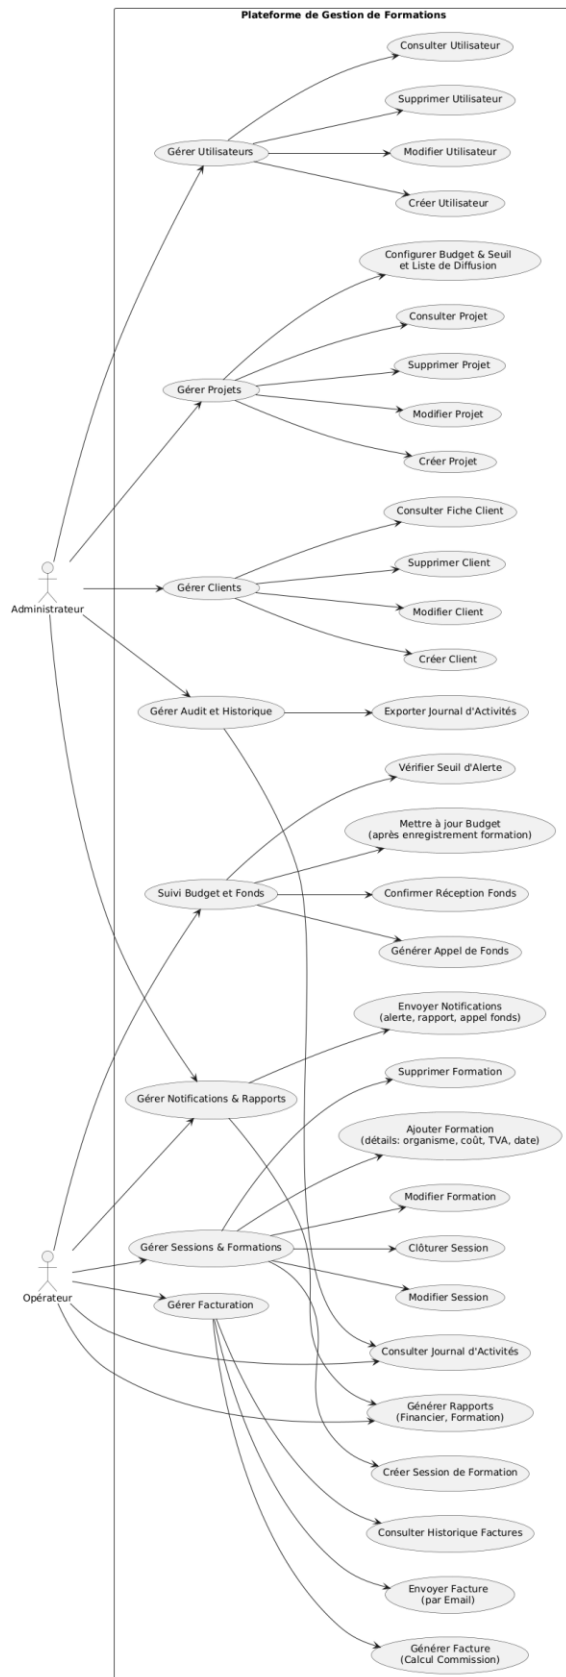 Plateforme de Gestion de Formations
Consulter Utilisateur
Supprimer Utilisateur
Gérer Utilisateurs
Modifier Utilisateur
Créer Utilisateur
Configurer Budget & Seuil
et Liste de Diffusion
Consulter Projet
Supprimer Projet
Gérer Projets
Modifier Projet
Créer Projet
Consulter Fiche Client
Supprimer Client
Gérer Clients
Administrateur
Modifier Client
Créer Client
Gérer Audit et Historique
Exporter Journal d'Activités
Vérifier Seuil d'Alerte
Mettre à jour Budget
(après enregistrement formation)
Suivi Budget et Fonds
Confirmer Réception Fonds
Générer Appel de Fonds
Envoyer Notifications
(alerte, rapport, appel fonds)
Supprimer Formation
Gérer Notifications & Rapports
Ajouter Formation
(détails: organisme, coût, TVA, date)
Modifier Formation
Gérer Sessions & Formations
Clôturer Session
Opérateur
Modifier Session
Gérer Facturation
Consulter Journal d'Activités
Générer Rapports
(Financier, Formation)
Créer Session de Formation
Consulter Historique Factures
Envoyer Facture
(par Email)
Générer Facture
(Calcul Commission)